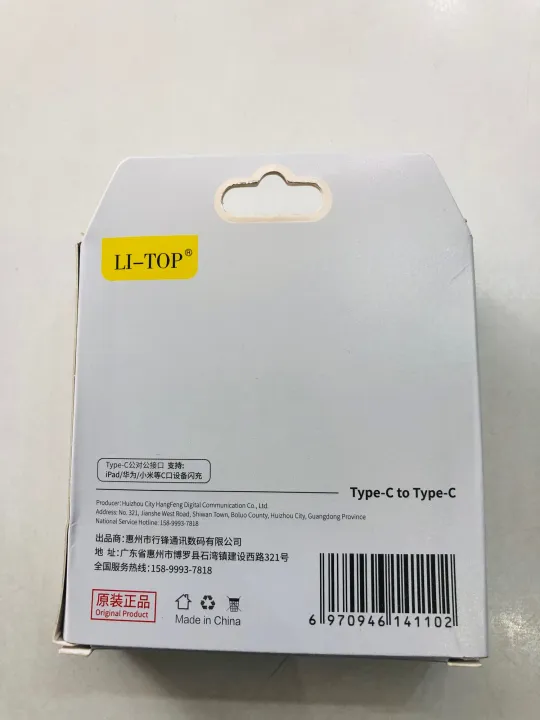 LI-TOP®
Type-C公对公接口 支持:
iPad/华为/小米等C口设备闪充
Type-C to Type-C
Producer: Huizhou City HangFeng Digital Communication Co., Ltd.
Address: No. 321, Jianshe West Road, Shiwan Town, Boluo County, Huizhou City, Guangdong Province
National Service Hotline: 158-9993-7818
出品商:惠州市行锋通讯数码有限公司
地 址:广东省惠州市博罗县石湾镇建设西路321号
全国服务热线:158-9993-7818
原装正品
Original Product
Made in China
6 970946 141102